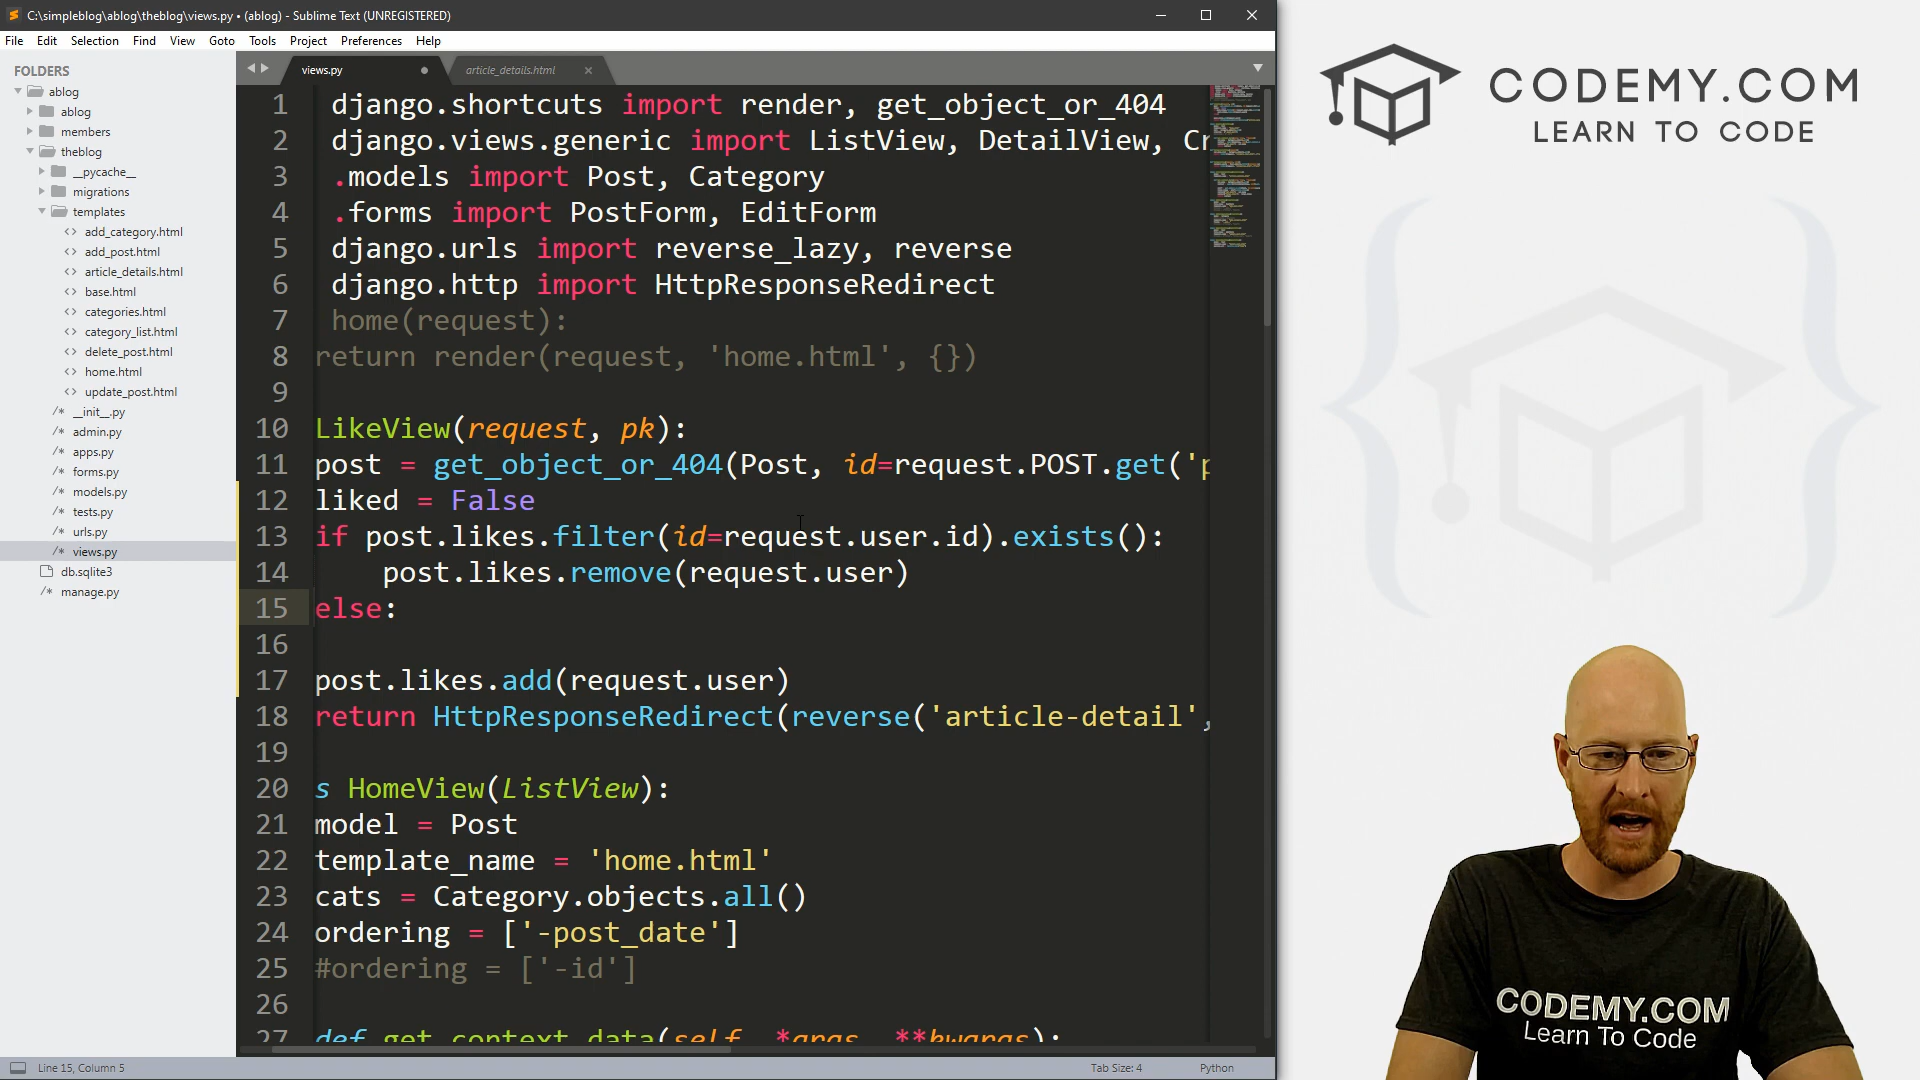 C:\simpleblog\ablog\theblog\views.py • (ablog) - Sublime Text (UNREGISTERED)
File Edit Selection Find View Goto Tools Project Preferences Help
FOLDERS
ablog
ablog
members
theblog
__pycache__
migrations
templates
add_category.html
add_post.html
article_details.html
base.html
categories.html
category_list.html
delete_post.html
home.html
update_post.html
__init__.py
admin.py
apps.py
forms.py
models.py
tests.py
urls.py
views.py
db.sqlite3
manage.py
views.py article_details.html
1 django.shortcuts import render, get_object_or_404
2 django.views.generic import ListView, DetailView, Cr
3 .models import Post, Category
4 .forms import PostForm, EditForm
5 django.urls import reverse_lazy, reverse
6 django.http import HttpResponseRedirect
7 home(request):
8 return render(request, 'home.html', {})
9
10 LikeView(request, pk):
11 post = get_object_or_404(Post, id=request.POST.get('p
12 liked = False
13 if post.likes.filter(id=request.user.id).exists():
14 post.likes.remove(request.user)
15 else:
16
17 post.likes.add(request.user)
18 return HttpResponseRedirect(reverse('article-detail',
19
20 s HomeView(ListView):
21 model = Post
22 template_name = 'home.html'
23 cats = Category.objects.all()
24 ordering = ['-post_date']
25 #ordering = ['-id']
26
27 def get_context_data(self, *args, **kwargs):
Line 15, Column 5 Tab Size: 4 Python
CODEMY.COM
LEARN TO CODE
CODEMY.COM
Learn To Code